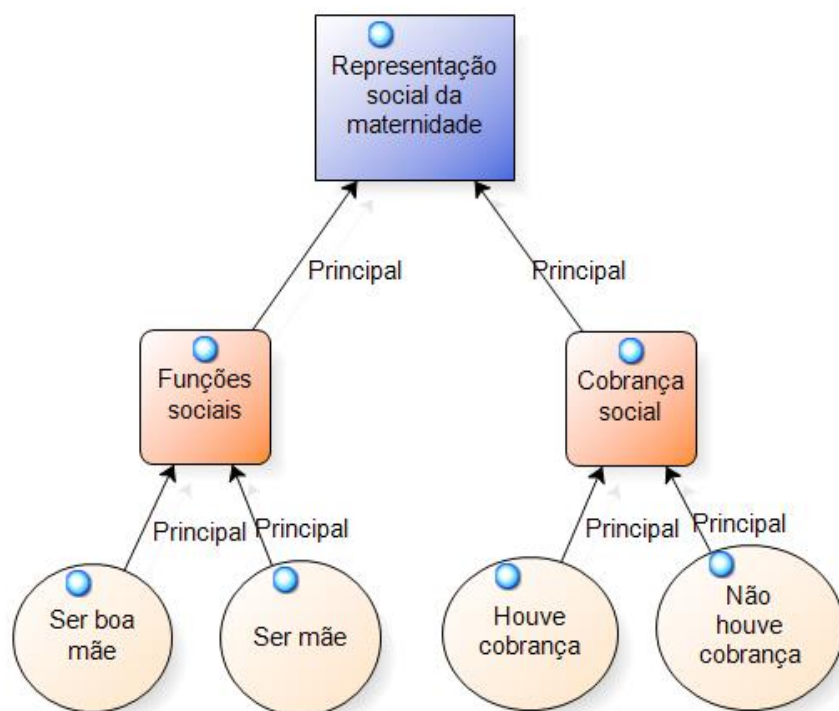 Representação
social da
maternidade
Principal
Principal
Funções
sociais
Cobrança
social
Principal
Principal
Principal
Principal
Ser boa
mãe
Ser mãe
Houve
cobrança
Não
houve
cobrança